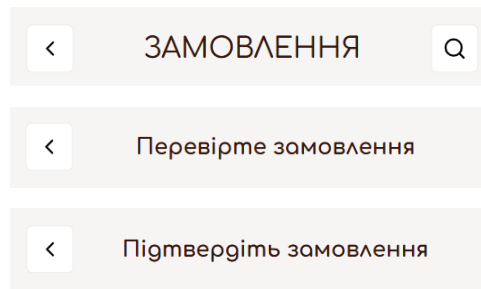 ЗАМОВЛЕННЯ
Перевірте замовлення
Підтвердіть замовлення